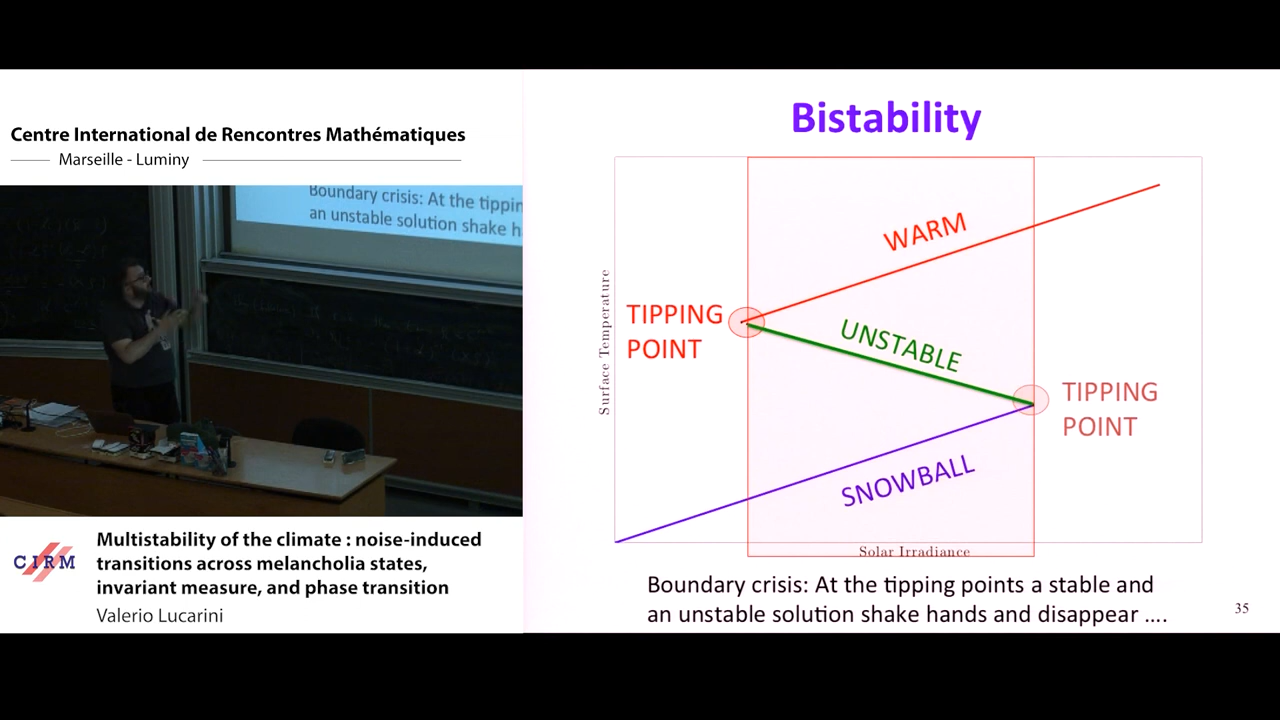 Centre International de Rencontres Mathématiques
Marseille - Luminy
Boundary crisis: At the tippin
an unstable solution shake h
CIRM
Multistability of the climate : noise-induced
transitions across melancholia states,
invariant measure, and phase transition
Valerio Lucarini
Bistability
WARM
TIPPING
POINT
UNSTABLE
Surface Temperature
TIPPING
POINT
SNOWBALL
Solar Irradiance
Boundary crisis: At the tipping points a stable and
an unstable solution shake hands and disappear ....
35